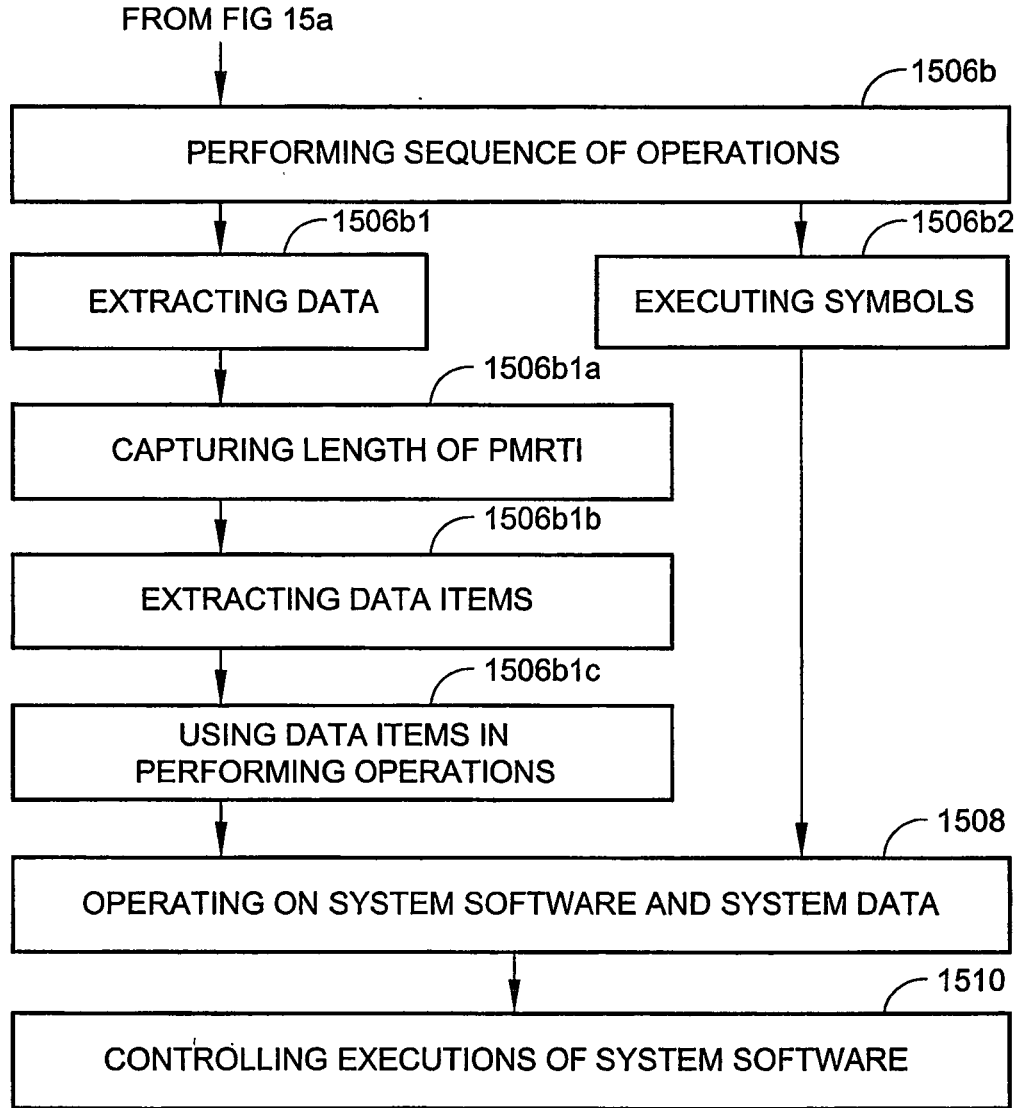 FROM FIG 15a
1506b
PERFORMING SEQUENCE OF OPERATIONS
1506b1
1506b2
EXTRACTING DATA
EXECUTING SYMBOLS
1506b1a
CAPTURING LENGTH OF PMRTI
1506b1b
EXTRACTING DATA ITEMS
1506b1c
USING DATA ITEMS IN
PERFORMING OPERATIONS
1508
OPERATING ON SYSTEM SOFTWARE AND SYSTEM DATA
1510
CONTROLLING EXECUTIONS OF SYSTEM SOFTWARE